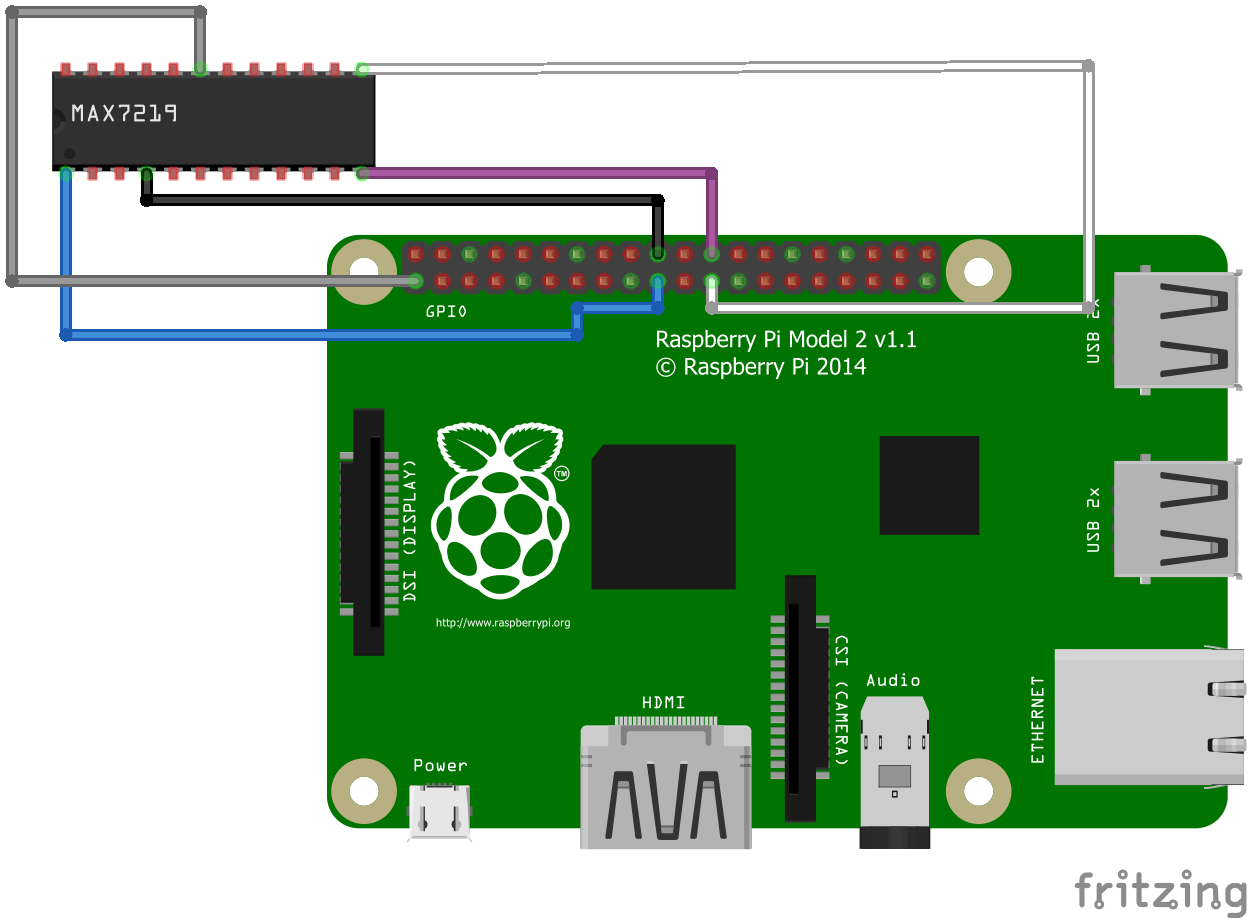 MAX7219
GPIO
Raspberry Pi Model 2 v1.1
© Raspberry Pi 2014
USB 2x
DSI (DISPLAY)
TM
USB 2x
http://www.raspberrypi.org
CSI (CAMERA)
Audio
ETHERNET
HDMI
Power
fritzing